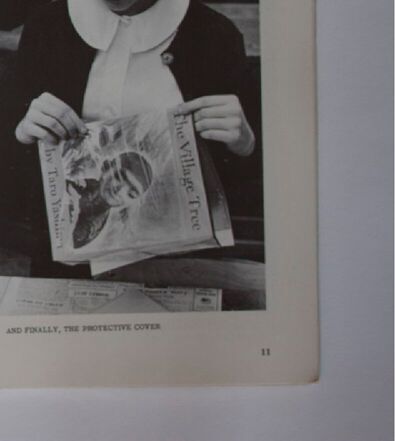 The Village Tree
by Taro Yashima
AND FINALLY, THE PROTECTIVE COVER
11